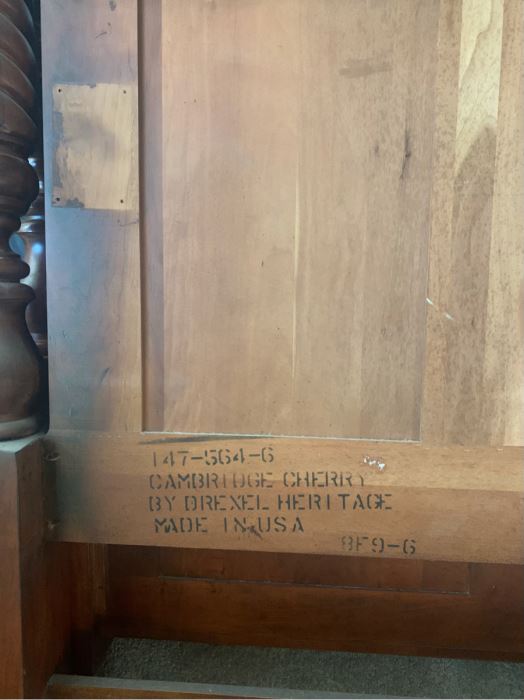 147-564-6
CAMBRIDGE CHERRY
BY DREXEL HERITAGE
MADE IN USA
8F9-6